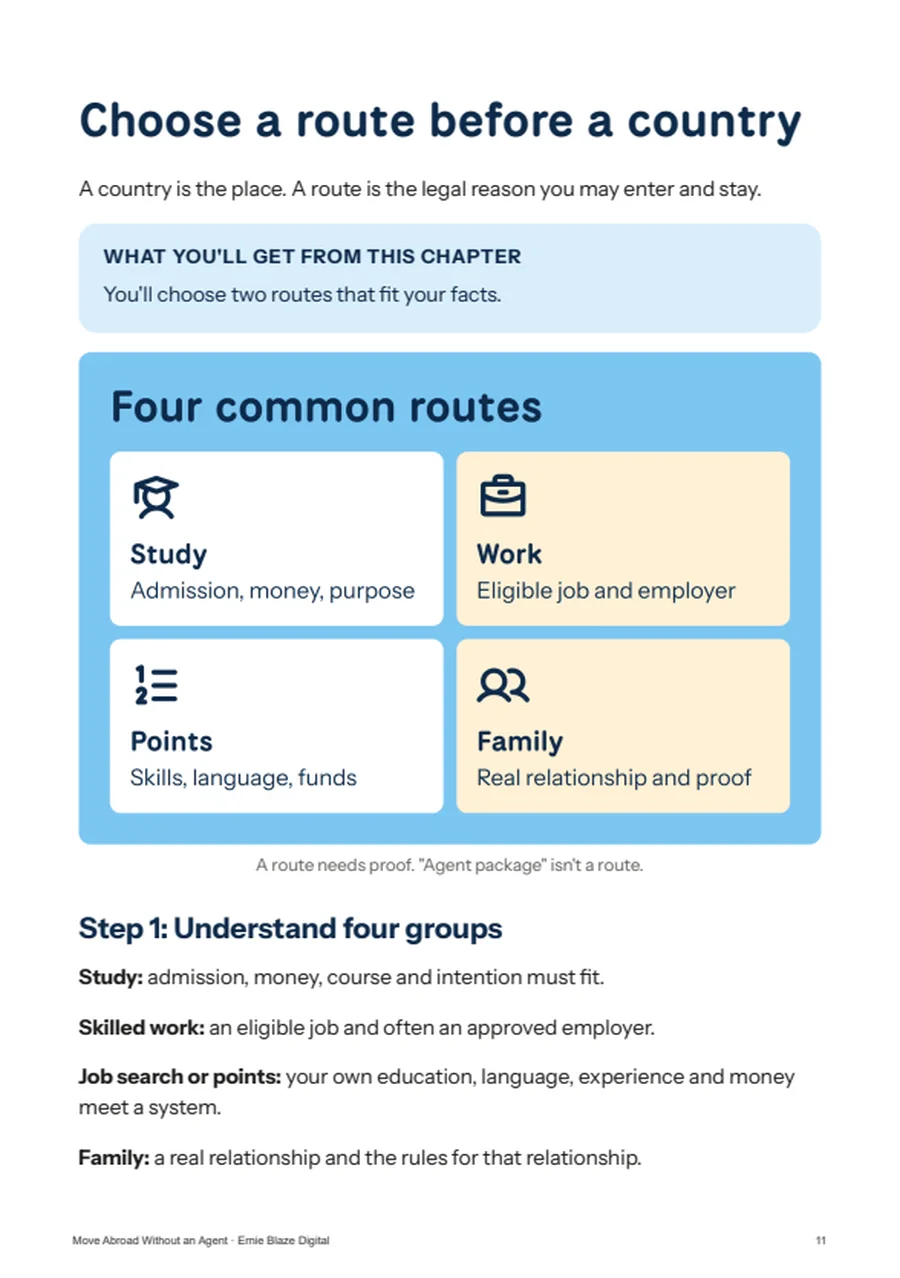 Choose a route before a country
A country is the place. A route is the legal reason you may enter and stay.
WHAT YOU'LL GET FROM THIS CHAPTER
You'll choose two routes that fit your facts.
Four common routes
Study
Admission, money, purpose
Work
Eligible job and employer
1
2
Points
Skills, language, funds
Family
Real relationship and proof
A route needs proof. "Agent package" isn't a route.
Step 1: Understand four groups
Study: admission, money, course and intention must fit.
Skilled work: an eligible job and often an approved employer.
Job search or points: your own education, language, experience and money
meet a system.
Family: a real relationship and the rules for that relationship.
Move Abroad Without an Agent · Ernie Blaze Digital
11